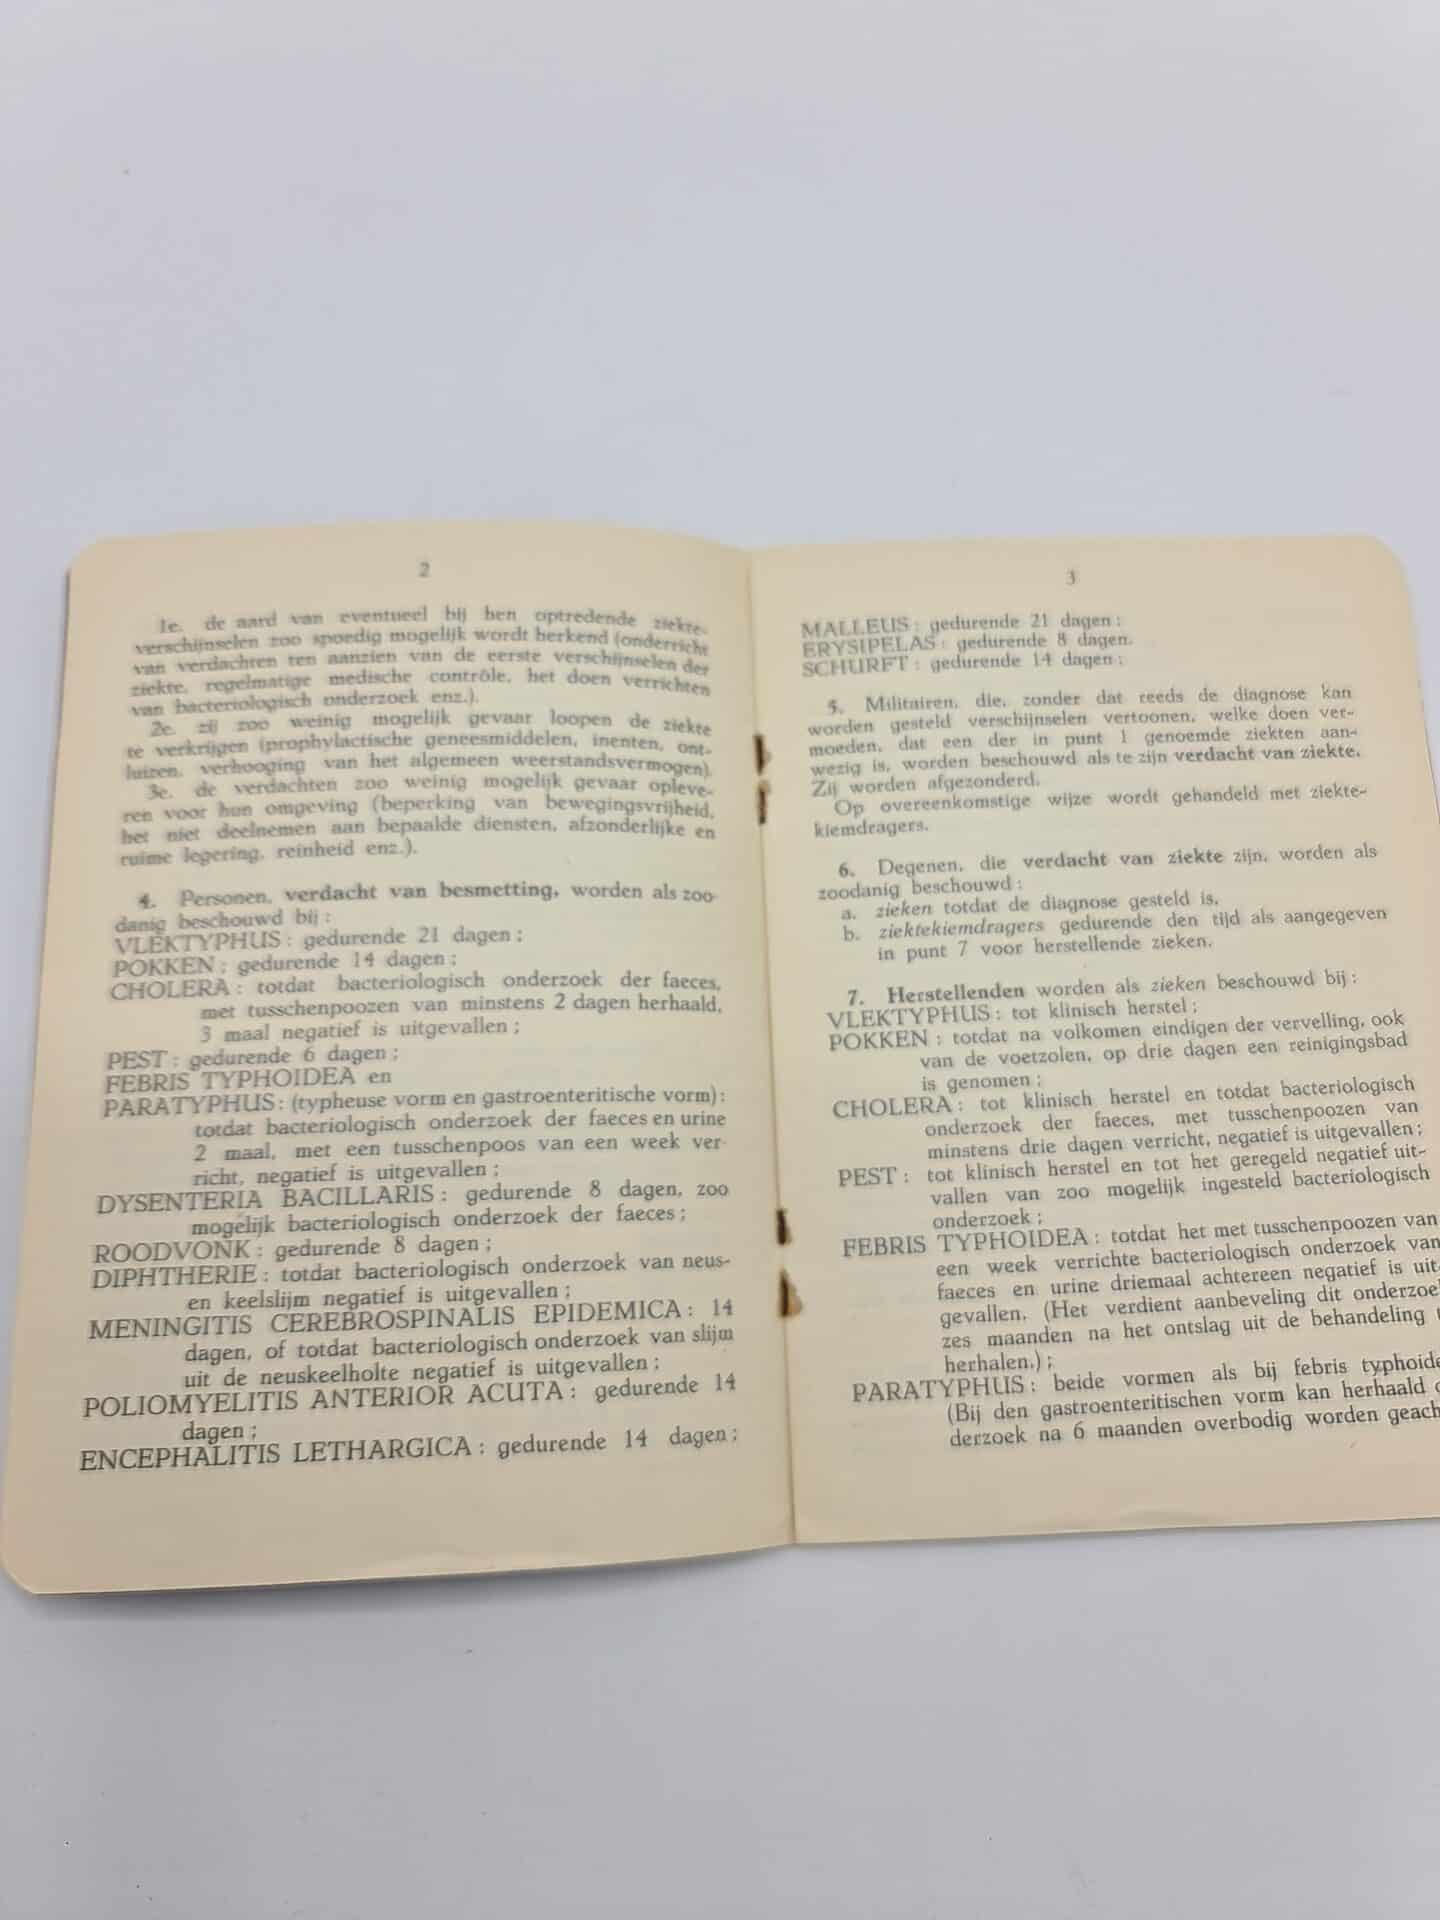 2
1e. de aard van eventueel bij hen optredende ziekte-
verschijnselen zoo spoedig mogelijk wordt herkend (onderricht
van verdachten ten aanzien van de eerste verschijnselen der
ziekte, regelmatige medische contrôle, het doen verrichten
van bacteriologisch onderzoek enz.).
2e. zij zoo weinig mogelijk gevaar loopen de ziekte
te verkrijgen (prophylactische geneesmiddelen, inenten, ont-
luizen, verhooging van het algemeen weerstandsvermogen).
3e. de verdachten zoo weinig mogelijk gevaar opleve-
ren voor hun omgeving (beperking van bewegingsvrijheid,
het niet deelnemen aan bepaalde diensten, afzonderlijke en
ruime legering, reinheid enz.).
4. Personen, verdacht van besmetting, worden als zoo-
danig beschouwd bij:
VLEKTYPHUS: gedurende 21 dagen;
POKKEN: gedurende 14 dagen;
CHOLERA: totdat bacteriologisch onderzoek der faeces,
met tusschenpoozen van minstens 2 dagen herhaald,
3 maal negatief is uitgevallen;
PEST: gedurende 6 dagen;
FEBRIS TYPHOIDEA en
PARATYPHUS: (typheuse vorm en gastroenteritische vorm):
totdat bacteriologisch onderzoek der faeces en urine
2 maal, met een tusschenpoos van een week ver-
richt, negatief is uitgevallen;
DYSENTERIA BACILLARIS: gedurende 8 dagen, zoo
mogelijk bacteriologisch onderzoek der faeces;
ROODVONK: gedurende 8 dagen;
DIPHTHERIE: totdat bacteriologisch onderzoek van neus-
en keelslijm negatief is uitgevallen;
MENINGITIS CEREBROSPINALIS EPIDEMICA: 14
dagen, of totdat bacteriologisch onderzoek van slijm
uit de neuskeelholte negatief is uitgevallen;
POLIOMYELITIS ANTERIOR ACUTA: gedurende 14
dagen;
ENCEPHALITIS LETHARGICA: gedurende 14 dagen;
3
MALLEUS: gedurende 21 dagen;
ERYSIPELAS: gedurende 8 dagen.
SCHURFT: gedurende 14 dagen;
5. Militairen, die, zonder dat reeds de diagnose kan
worden gesteld verschijnselen vertoonen, welke doen ver-
moeden, dat een der in punt 1 genoemde ziekten aan-
wezig is, worden beschouwd als te zijn verdacht van ziekte.
Zij worden afgezonderd.
Op overeenkomstige wijze wordt gehandeld met ziekte-
kiemdragers.
6. Degenen, die verdacht van ziekte zijn, worden als
zoodanig beschouwd:
a. zieken totdat de diagnose gesteld is.
b. ziektekiemdragers gedurende den tijd als aangegeven
in punt 7 voor herstellende zieken.
7. Herstellenden worden als zieken beschouwd bij:
VLEKTYPHUS: tot klinisch herstel;
POKKEN: totdat na volkomen eindigen der vervelling, ook
van de voetzolen, op drie dagen een reinigingsbad
is genomen;
CHOLERA: tot klinisch herstel en totdat bacteriologisch
onderzoek der faeces, met tusschenpoozen van
minstens drie dagen verricht, negatief is uitgevallen;
PEST: tot klinisch herstel en tot het geregeld negatief uit-
vallen van zoo mogelijk ingesteld bacteriologisch
onderzoek;
FEBRIS TYPHOIDEA: totdat het met tusschenpoozen van
een week verrichte bacteriologisch onderzoek van
faeces en urine driemaal achtereen negatief is uit-
gevallen. (Het verdient aanbeveling dit onderzoe
zes maanden na het ontslag uit de behandeling
herhalen.);
PARATYPHUS: beide vormen als bij febris typhoide
(Bij den gastroenteritischen vorm kan herhaald
derzoek na 6 maanden overbodig worden geach